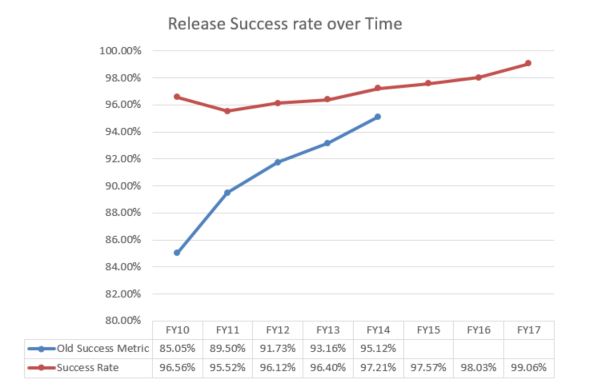 Release Success rate over Time
100.00%
98.00%
96.00%
94.00%
92.00%
90.00%
88.00%
86.00%
84.00%
82.00%
80.00%
FY10 FY11 FY12 FY13 FY14 FY15 FY16 FY17
Old Success Metric 85.05% 89.50% 91.73% 93.16% 95.12%
Success Rate 96.56% 95.52% 96.12% 96.40% 97.21% 97.57% 98.03% 99.06%